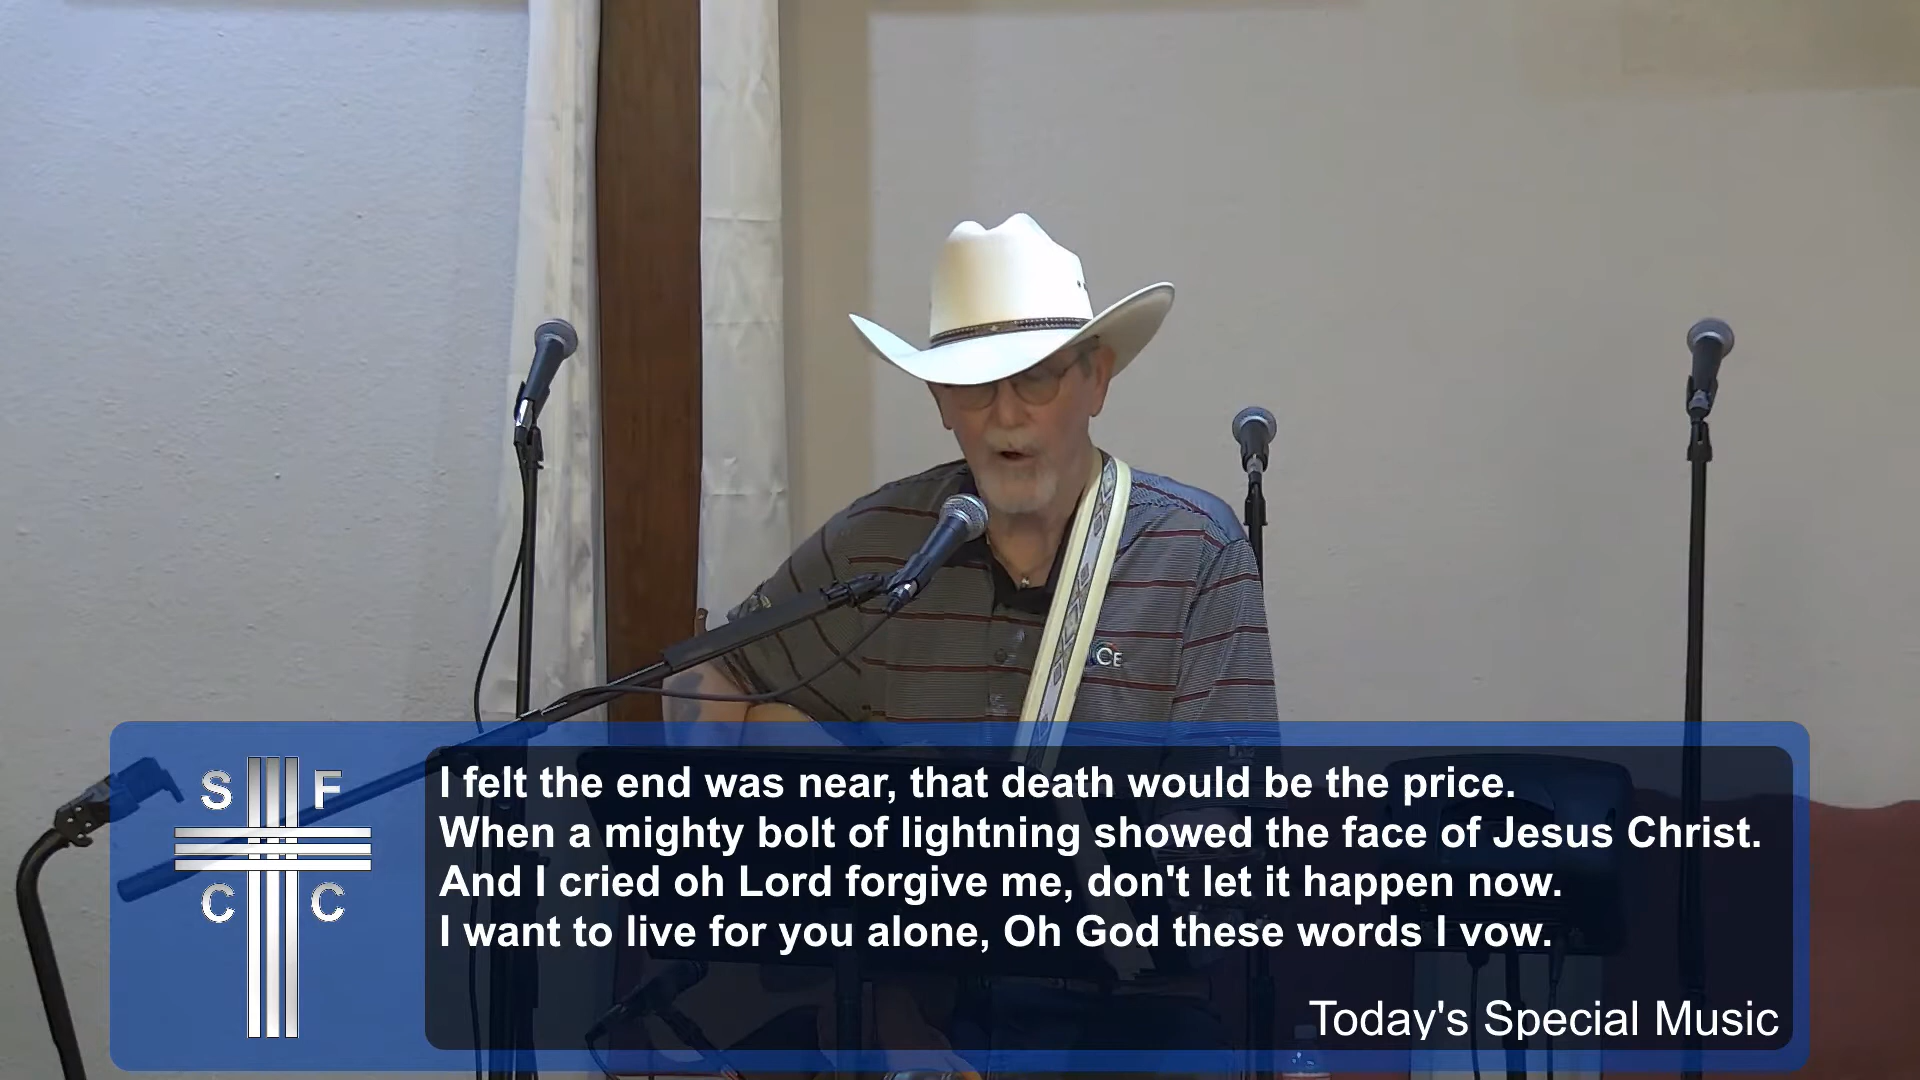 CE
S F
C C
I felt the end was near, that death would be the price.
When a mighty bolt of lightning showed the face of Jesus Christ.
And I cried oh Lord forgive me, don't let it happen now.
I want to live for you alone, Oh God these words I vow.
Today's Special Music